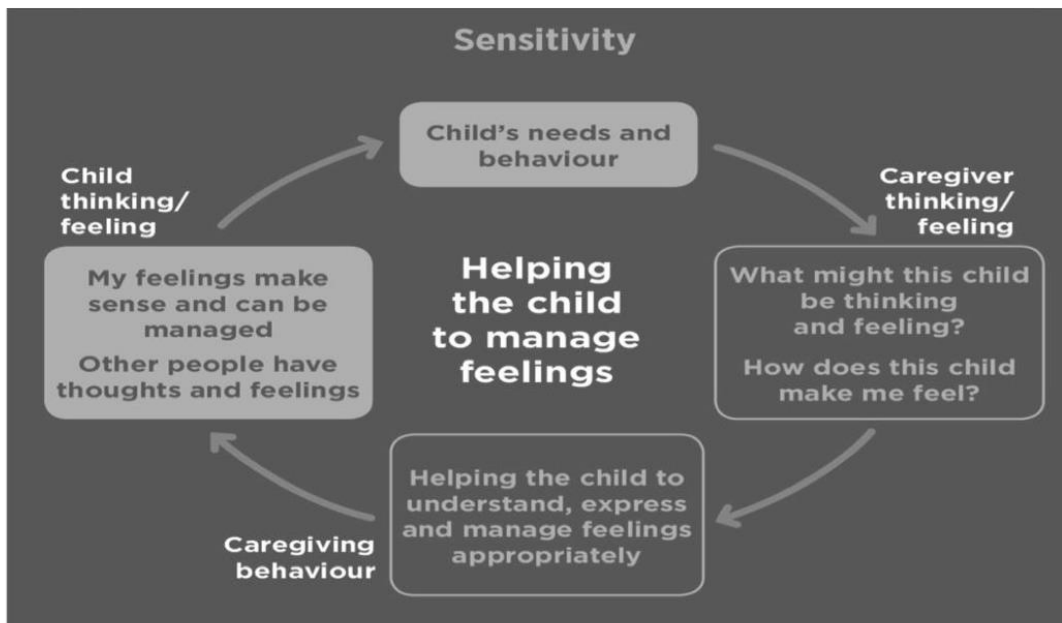 Sensitivity
Child's needs and
behaviour
Caregiver
thinking/
feeling
What might this child
be thinking
and feeling?
How does this child
make me feel?
Helping the child to
understand, express
and manage feelings
appropriately
Caregiving
behaviour
Child
thinking/
feeling
My feelings make
sense and can be
managed
Other people have
thoughts and feelings
Helping
the child
to manage
feelings